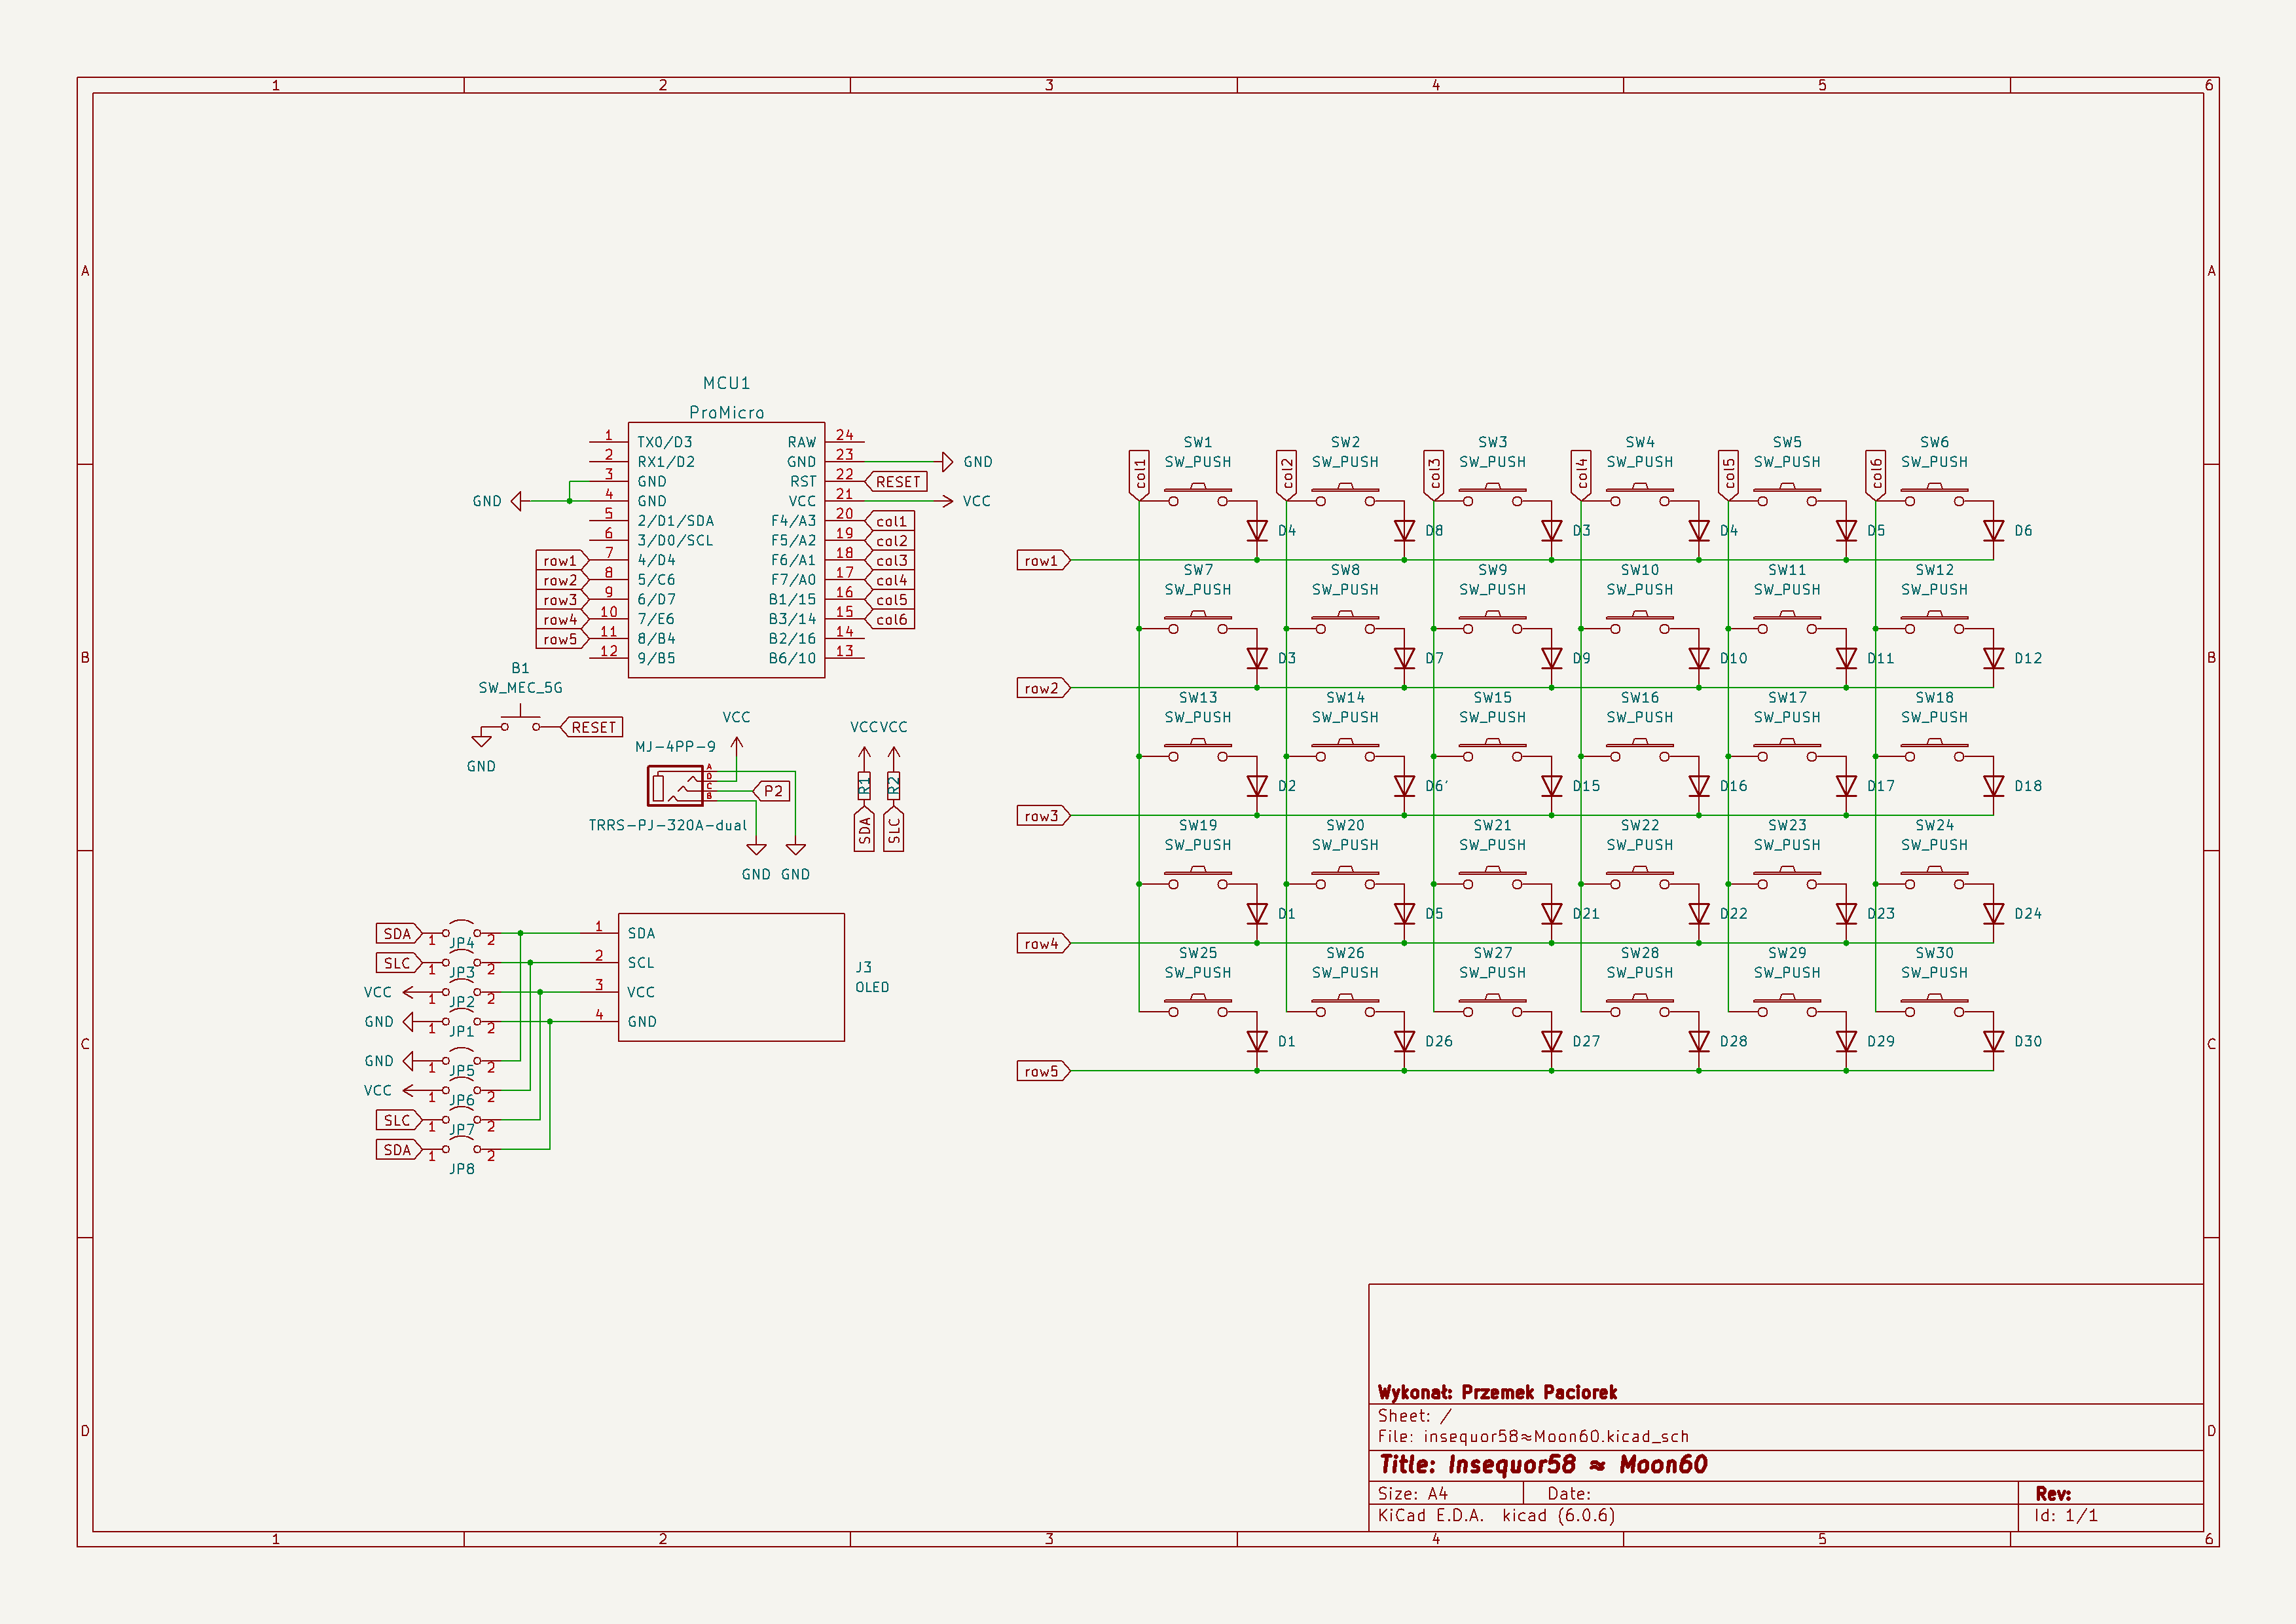 1 2 3 4 5 6
A A
MCU1
ProMicro
1 TX0/D3 RAW 24
2 RX1/D2 GND 23 GND
3 GND RST 22 RESET
GND 4 GND VCC 21 VCC
5 2/D1/SDA F4/A3 20 col1
6 3/D0/SCL F5/A2 19 col2
row1 7 4/D4 F6/A1 18 col3
row2 8 5/C6 F7/A0 17 col4
row3 9 6/D7 B1/15 16 col5
row4 10 7/E6 B3/14 15 col6
row5 11 8/B4 B2/16 14
12 9/B5 B6/10 13
B1
SW_MEC_5G
RESET
GND
VCC
MJ-4PP-9
A
D
C
B
P2
TRRS-PJ-320A-dual
GND GND
VCC VCC
R1 R2
SDA SLC
SDA 1 JP4 2 1 SDA
SLC 1 JP3 2 2 SCL
VCC 1 JP2 2 3 VCC
GND 1 JP1 2 4 GND
J3
OLED
GND 1 JP5 2
VCC 1 JP6 2
SLC 1 JP7 2
SDA 1 JP8 2
SW1 SW2 SW3 SW4 SW5 SW6
SW_PUSH SW_PUSH SW_PUSH SW_PUSH SW_PUSH SW_PUSH
col1 col2 col3 col4 col5 col6
D4 D8 D3 D4 D5 D6
row1
SW7 SW8 SW9 SW10 SW11 SW12
SW_PUSH SW_PUSH SW_PUSH SW_PUSH SW_PUSH SW_PUSH
D3 D7 D9 D10 D11 D12
row2
SW13 SW14 SW15 SW16 SW17 SW18
SW_PUSH SW_PUSH SW_PUSH SW_PUSH SW_PUSH SW_PUSH
D2 D6' D15 D16 D17 D18
row3
SW19 SW20 SW21 SW22 SW23 SW24
SW_PUSH SW_PUSH SW_PUSH SW_PUSH SW_PUSH SW_PUSH
D1 D5 D21 D22 D23 D24
row4
SW25 SW26 SW27 SW28 SW29 SW30
SW_PUSH SW_PUSH SW_PUSH SW_PUSH SW_PUSH SW_PUSH
D1 D26 D27 D28 D29 D30
row5
B B
C C
D D
Wykonał: Przemek Paciorek
Sheet: /
File: insequor58≈Moon60.kicad_sch
Title: Insequor58 ≈ Moon60
Size: A4 Date: Rev:
KiCad E.D.A. kicad (6.0.6) Id: 1/1
1 2 3 4 5 6